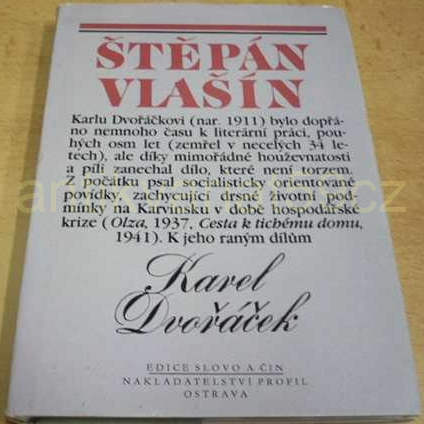 ŠTĚPÁN
VLAŠÍN
Karlu Dvořáčkovi (nar. 1911) bylo dopřá-
no nemnoho času k literární práci, pou-
hých osm let (zemřel v necelých 34 le-
tech), ale díky mimořádné houževnatosti
a píli zanechal dílo, které není torzem.
Z počátku psal socialisticky orientované
povídky, zachycující drsné životní pod-
mínky na Karvinsku v době hospodářské
krize (Olza, 1937, Cesta k tichému domu,
1941). K jeho raným dílům
Karel
Dvořáček
EDICE SLOVO A ČIN
NAKLADATELSTVÍ PROFIL
OSTRAVA